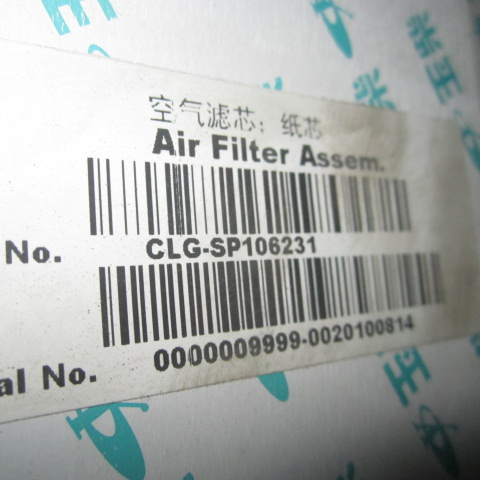 空气滤芯；纸芯
Air Filter Assem.
No.
CLG-SP106231
al No.
0000009999-0020100814